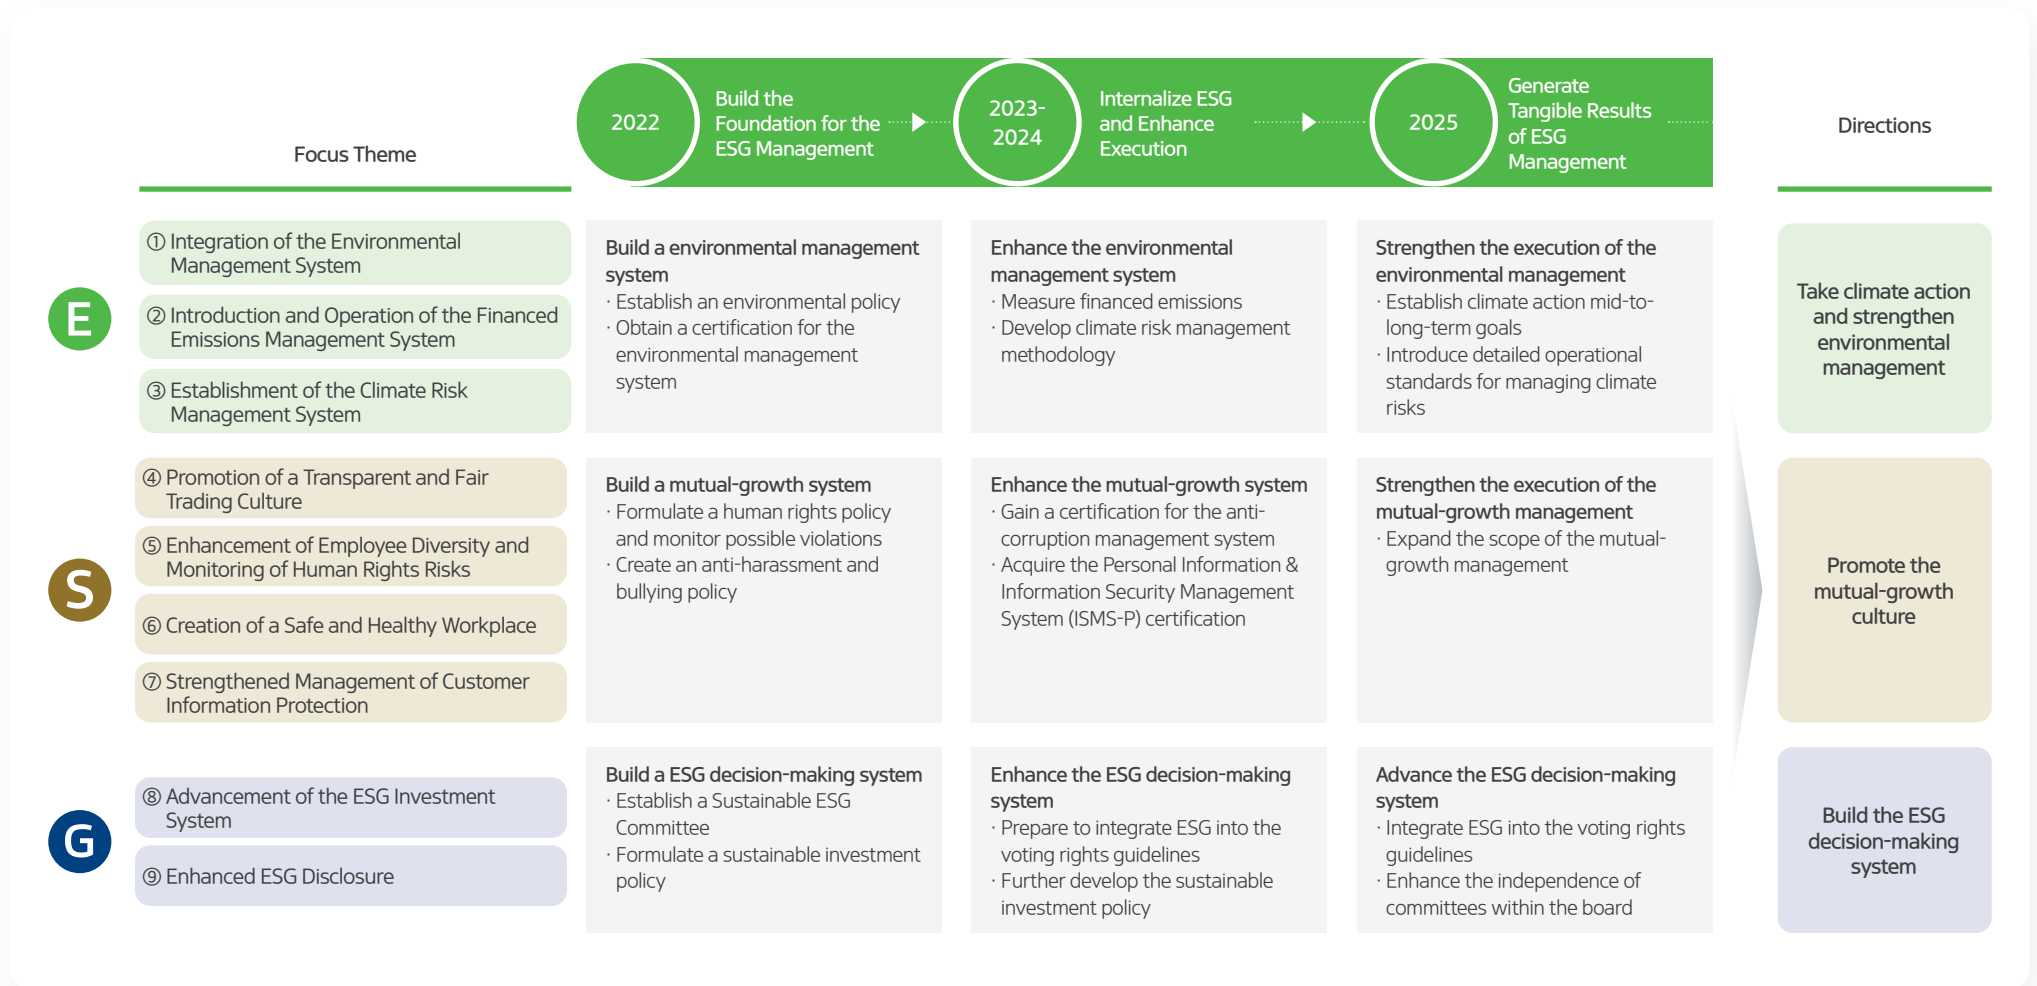 Focus Theme
2022
Build the
Foundation for the
ESG Management
2023-
2024
Internalize ESG
and Enhance
Execution
2025
Generate
Tangible Results
of ESG
Management
Directions
E
① Integration of the Environmental
Management System
② Introduction and Operation of the Financed
Emissions Management System
③ Establishment of the Climate Risk
Management System
Build a environmental management
system
· Establish an environmental policy
· Obtain a certification for the
environmental management
system
Enhance the environmental
management system
· Measure financed emissions
· Develop climate risk management
methodology
Strengthen the execution of the
environmental management
· Establish climate action mid-to-
long-term goals
· Introduce detailed operational
standards for managing climate
risks
Take climate action
and strengthen
environmental
management
S
④ Promotion of a Transparent and Fair
Trading Culture
⑤ Enhancement of Employee Diversity and
Monitoring of Human Rights Risks
⑥ Creation of a Safe and Healthy Workplace
⑦ Strengthened Management of Customer
Information Protection
Build a mutual-growth system
· Formulate a human rights policy
and monitor possible violations
· Create an anti-harassment and
bullying policy
Enhance the mutual-growth system
· Gain a certification for the anti-
corruption management system
· Acquire the Personal Information &
Information Security Management
System (ISMS-P) certification
Strengthen the execution of the
mutual-growth management
· Expand the scope of the mutual-
growth management
Promote the
mutual-growth
culture
G
⑧ Advancement of the ESG Investment
System
⑨ Enhanced ESG Disclosure
Build a ESG decision-making system
· Establish a Sustainable ESG
Committee
· Formulate a sustainable investment
policy
Enhance the ESG decision-making
system
· Prepare to integrate ESG into the
voting rights guidelines
· Further develop the sustainable
investment policy
Advance the ESG decision-making
system
· Integrate ESG into the voting rights
guidelines
· Enhance the independence of
committees within the board
Build the ESG
decision-making
system